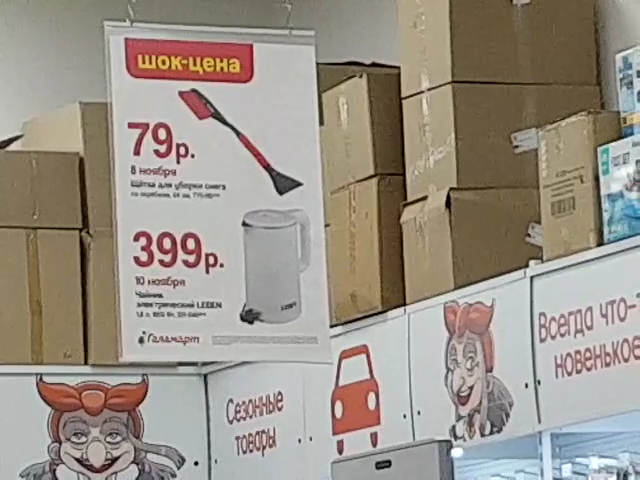 шок-цена
79р.
8 ноября
Щётка для уборки снега
399р.
10 ноября
Чайник
электрический LEBEN
Галамарт
Сезонные
товары
Всегда что-
новенькое